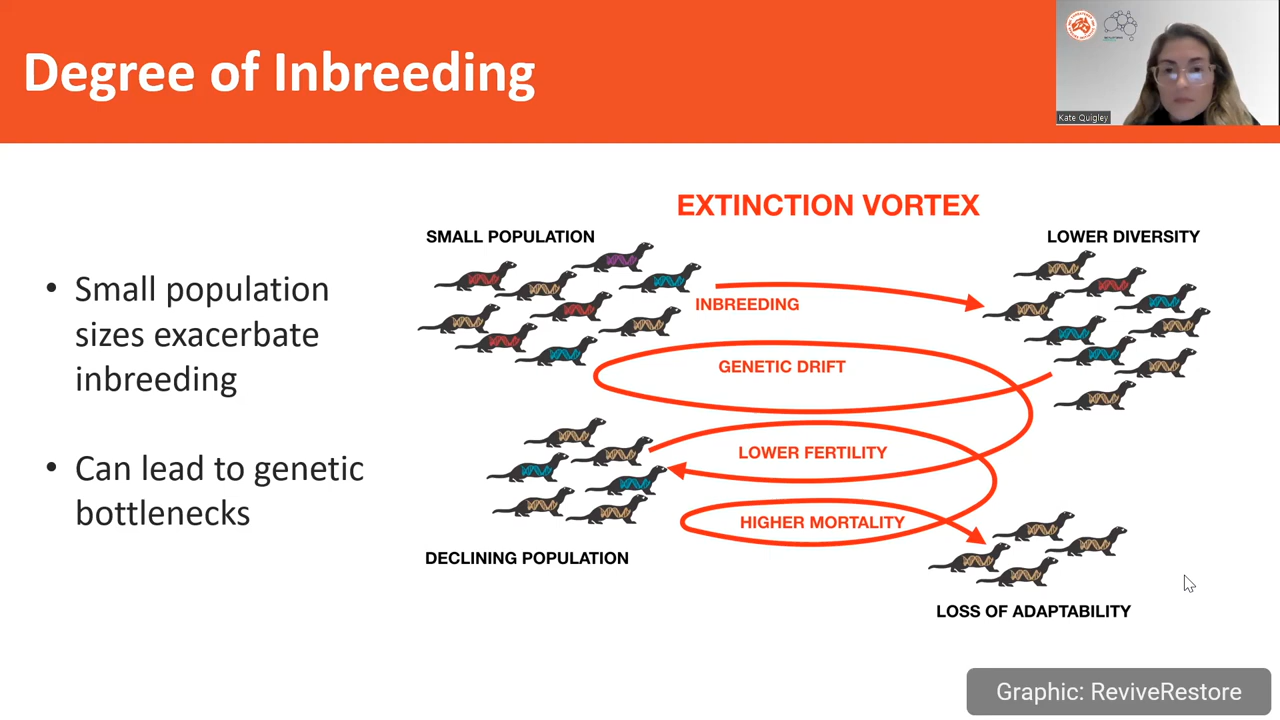 Degree of Inbreeding
Kate Quigley
• Small population
sizes exacerbate
inbreeding
• Can lead to genetic
bottlenecks
EXTINCTION VORTEX
SMALL POPULATION
LOWER DIVERSITY
INBREEDING
GENETIC DRIFT
LOWER FERTILITY
HIGHER MORTALITY
DECLINING POPULATION
LOSS OF ADAPTABILITY
Graphic: ReviveRestore